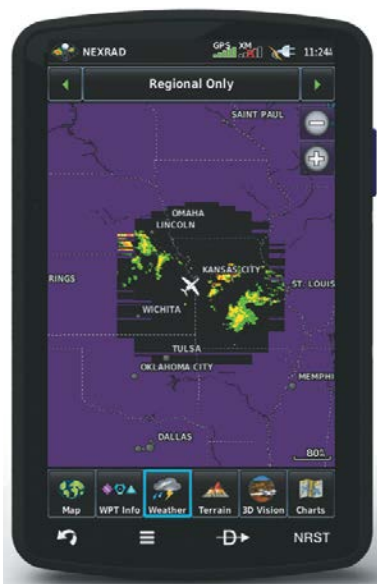 NEXRAD GPS XM 11:24
Regional Only
SAINT PAUL
OMAHA
LINCOLN
RINGS
KANSAS CITY
ST. LOUIS
WICHITA
TULSA
OKLAHOMA CITY
MEMPHI
DALLAS
80
Map WPT Info Weather Terrain 3D Vision Charts
NRST